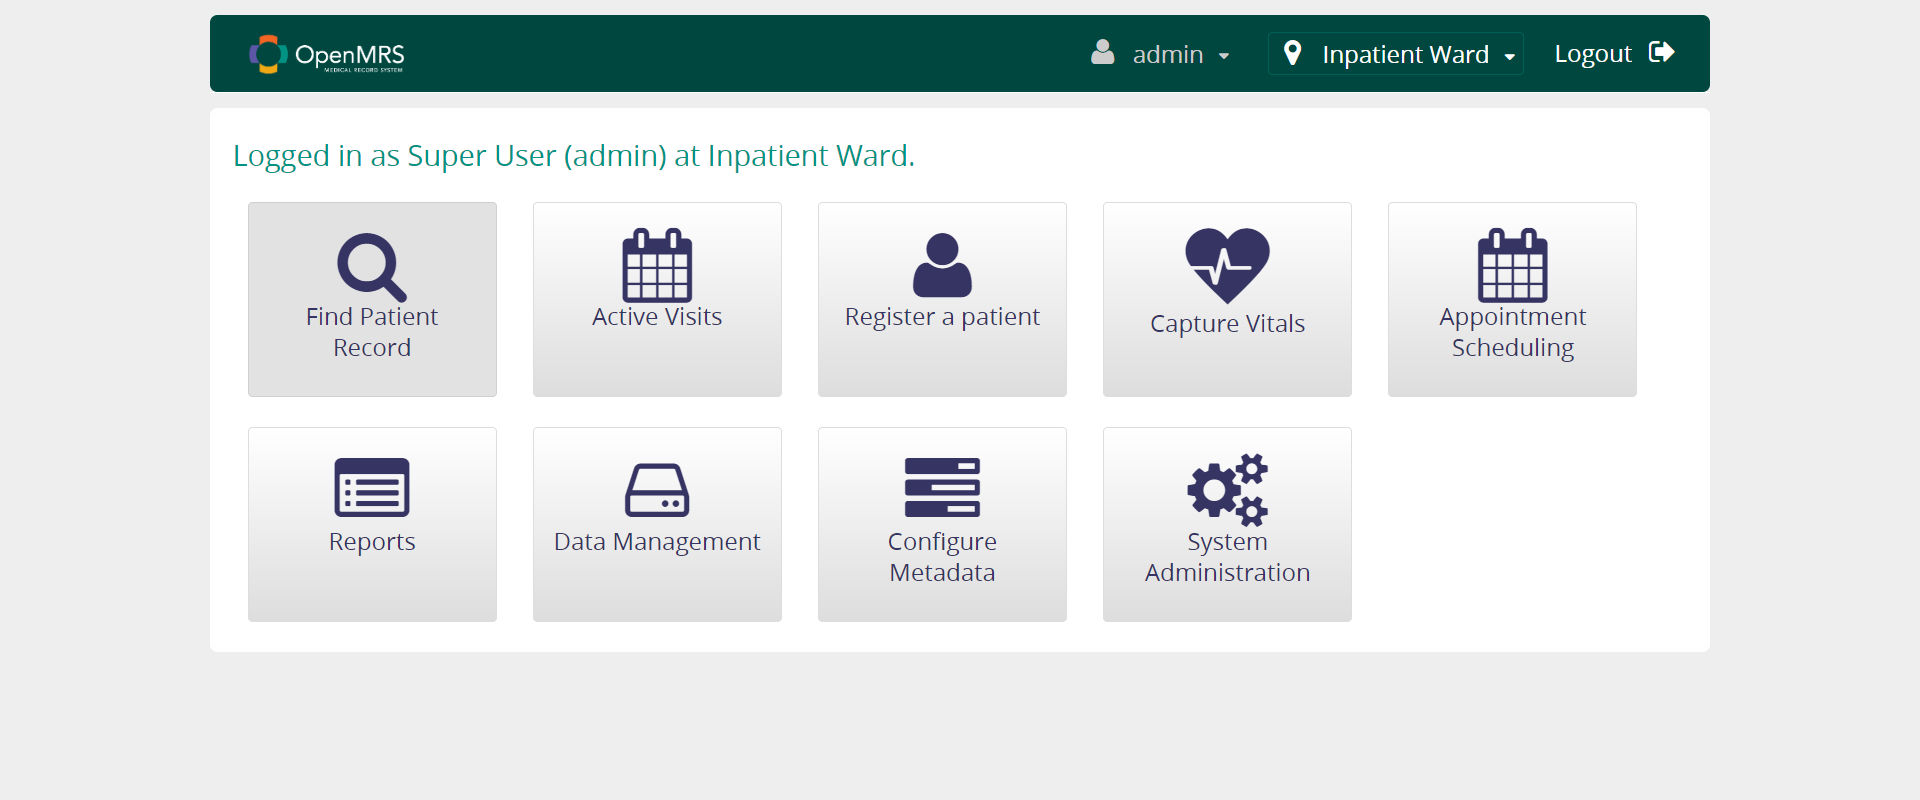 OpenMRS
MEDICAL RECORD SYSTEM
admin
Inpatient Ward
Logout
Logged in as Super User (admin) at Inpatient Ward.
Find Patient
Record
Active Visits
Register a patient
Capture Vitals
Appointment
Scheduling
Reports
Data Management
Configure
Metadata
System
Administration